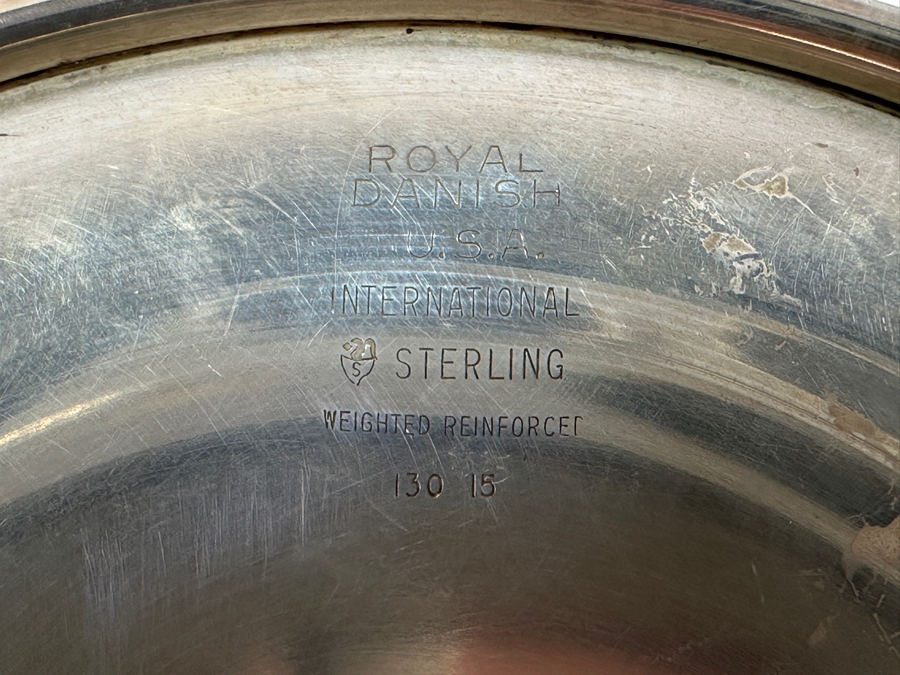 ROYAL
DANISH
U.S.A.
INTERNATIONAL
S STERLING
WEIGHTED REINFORCED
130 15